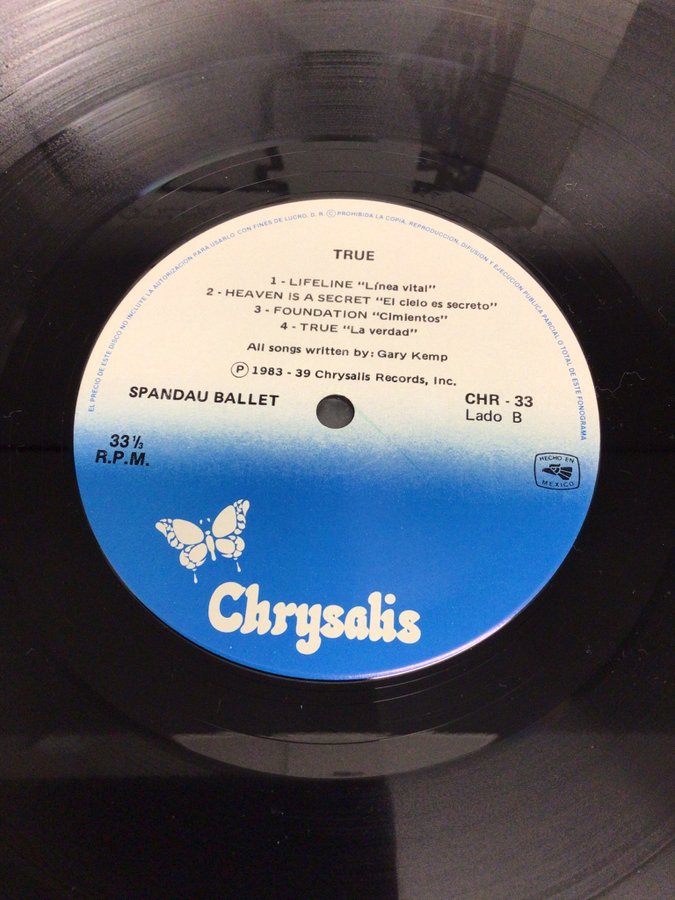 EL PRECIO DE ESTE DISCO NO INCLUYE LA AUTORIZACION PARA USARLO CON FINES DE LUCRO, D. R. Ⓒ PROHIBIDA LA COPIA, REPRODUCCION, DIFUSION Y EJECUCION PUBLICA PARCIAL O TOTAL DE ESTE FONOGRAMA
TRUE
1 - LIFELINE "Línea vital"
2 - HEAVEN IS A SECRET "El cielo es secreto"
3 - FOUNDATION "Cimientos"
4 - TRUE "La verdad"
All songs written by: Gary Kemp
Ⓟ 1983 - 39 Chrysalis Records, Inc.
SPANDAU BALLET
CHR - 33
Lado B
33 ⅓
R.P.M.
HECHO EN
MEXICO
Chrysalis